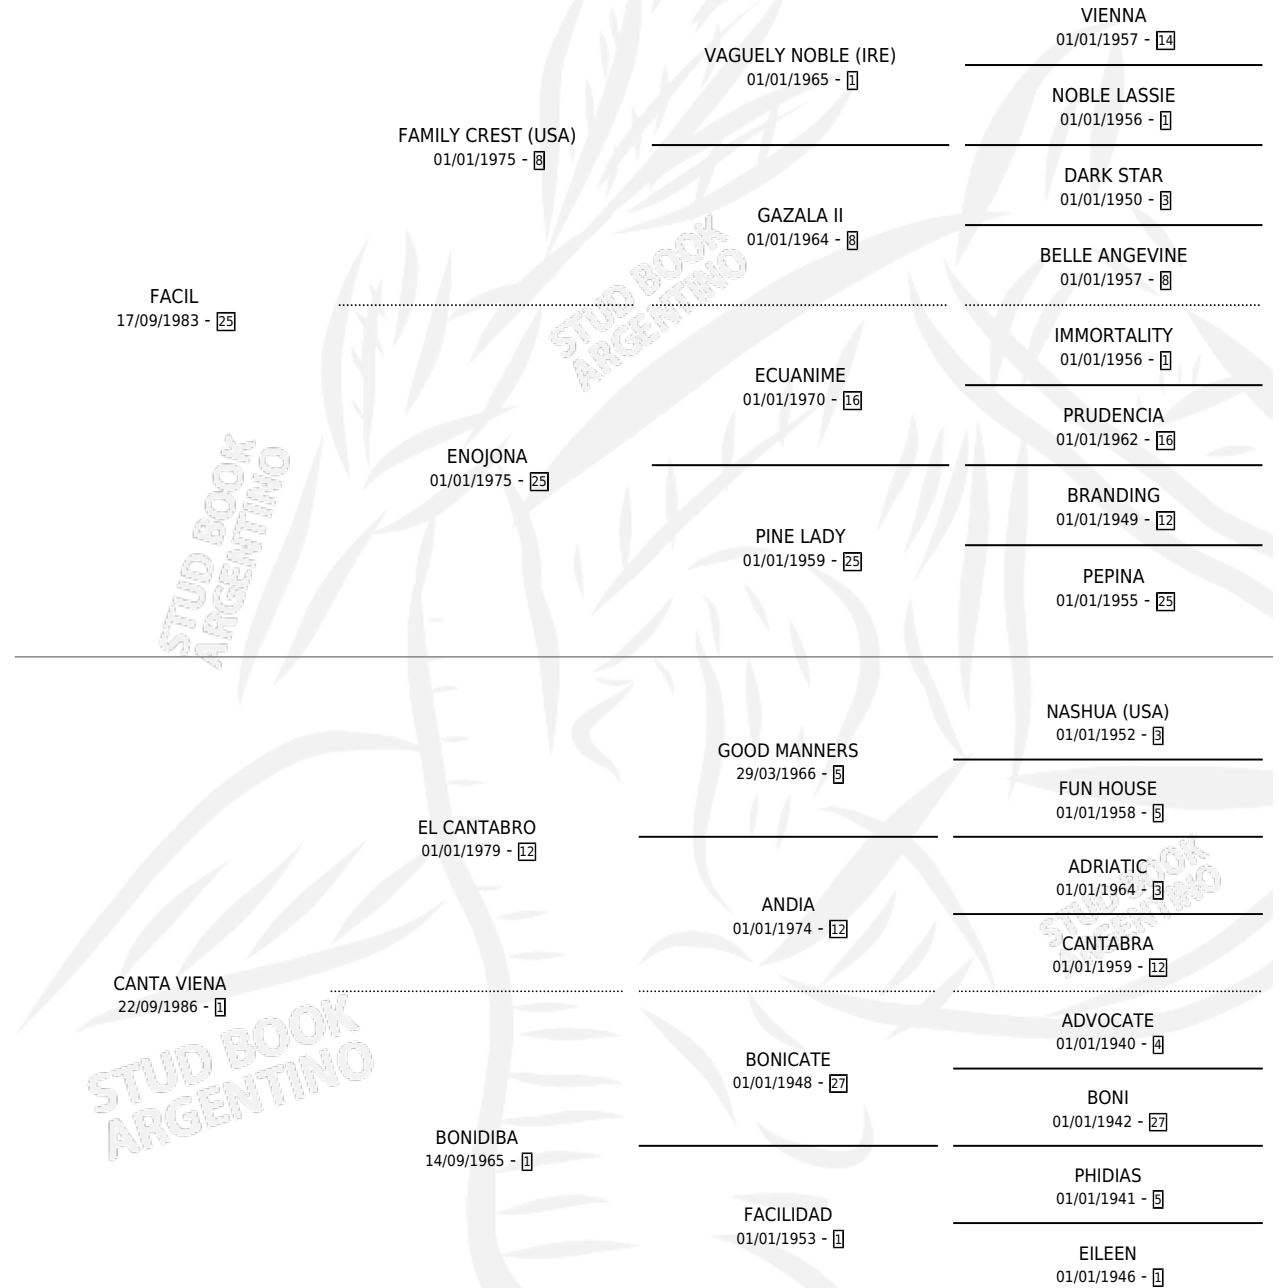 VIENNA
01/01/1957 - 14
VAGUELY NOBLE (IRE)
01/01/1965 - 1
NOBLE LASSIE
01/01/1956 - 1
FAMILY CREST (USA)
01/01/1975 - 8
DARK STAR
01/01/1950 - 3
GAZALA II
01/01/1964 - 8
BELLE ANGEVINE
01/01/1957 - 8
FACIL
17/09/1983 - 25
IMMORTALITY
01/01/1956 - 1
ECUANIME
01/01/1970 - 16
PRUDENCIA
01/01/1962 - 16
ENOJONA
01/01/1975 - 25
BRANDING
01/01/1949 - 12
PINE LADY
01/01/1959 - 25
PEPINA
01/01/1955 - 25
NASHUA (USA)
01/01/1952 - 3
GOOD MANNERS
29/03/1966 - 5
FUN HOUSE
01/01/1958 - 5
EL CANTABRO
01/01/1979 - 12
ADRIATIC
01/01/1964 - 3
ANDIA
01/01/1974 - 12
CANTABRA
01/01/1959 - 12
CANTA VIENA
22/09/1986 - 1
ADVOCATE
01/01/1940 - 4
BONICATE
01/01/1948 - 27
BONI
01/01/1942 - 27
BONIDIBA
14/09/1965 - 1
PHIDIAS
01/01/1941 - 5
FACILIDAD
01/01/1953 - 1
EILEEN
01/01/1946 - 1
STUD BOOK
ARGENTINO
STUD BOOK
ARGENTINO
STUD BOOK
ARGENTINO
STUD BOOK
ARGENTINO